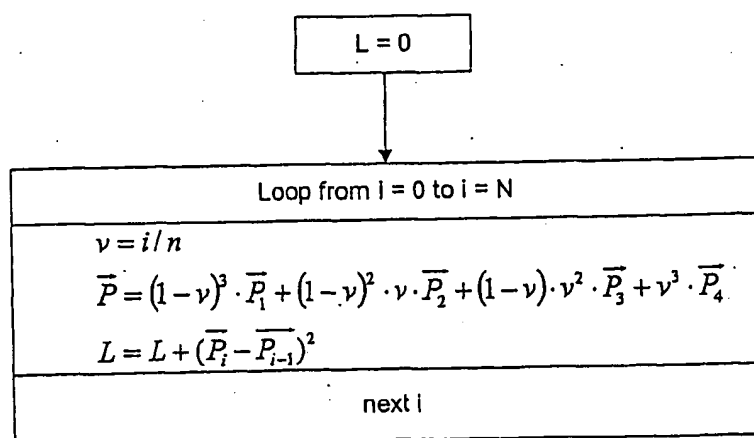 L = 0
Loop from i = 0 to i = N
ν = i / n
P⃗ = (1 − ν)³ · P⃗₁ + (1 − ν)² · ν · P⃗₂ + (1 − ν) · ν² · P⃗₃ + ν³ · P⃗₄
L = L + (P⃗ᵢ − P⃗ᵢ₋₁)²
next i